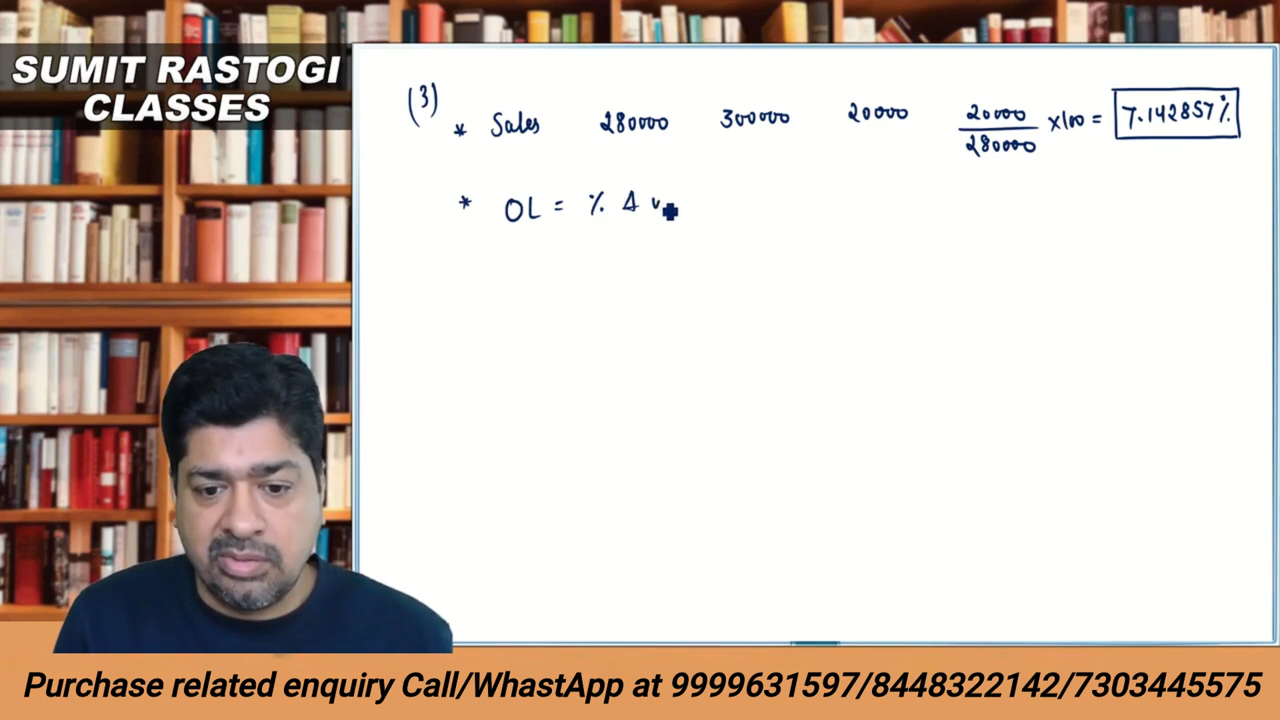 SUMIT RASTOGI
CLASSES
(3)
* Sales 280000 300000 20000 20000/280000 x100 = 7.142857%
* OL = % Δ
Purchase related enquiry Call/WhastApp at 9999631597/8448322142/7303445575